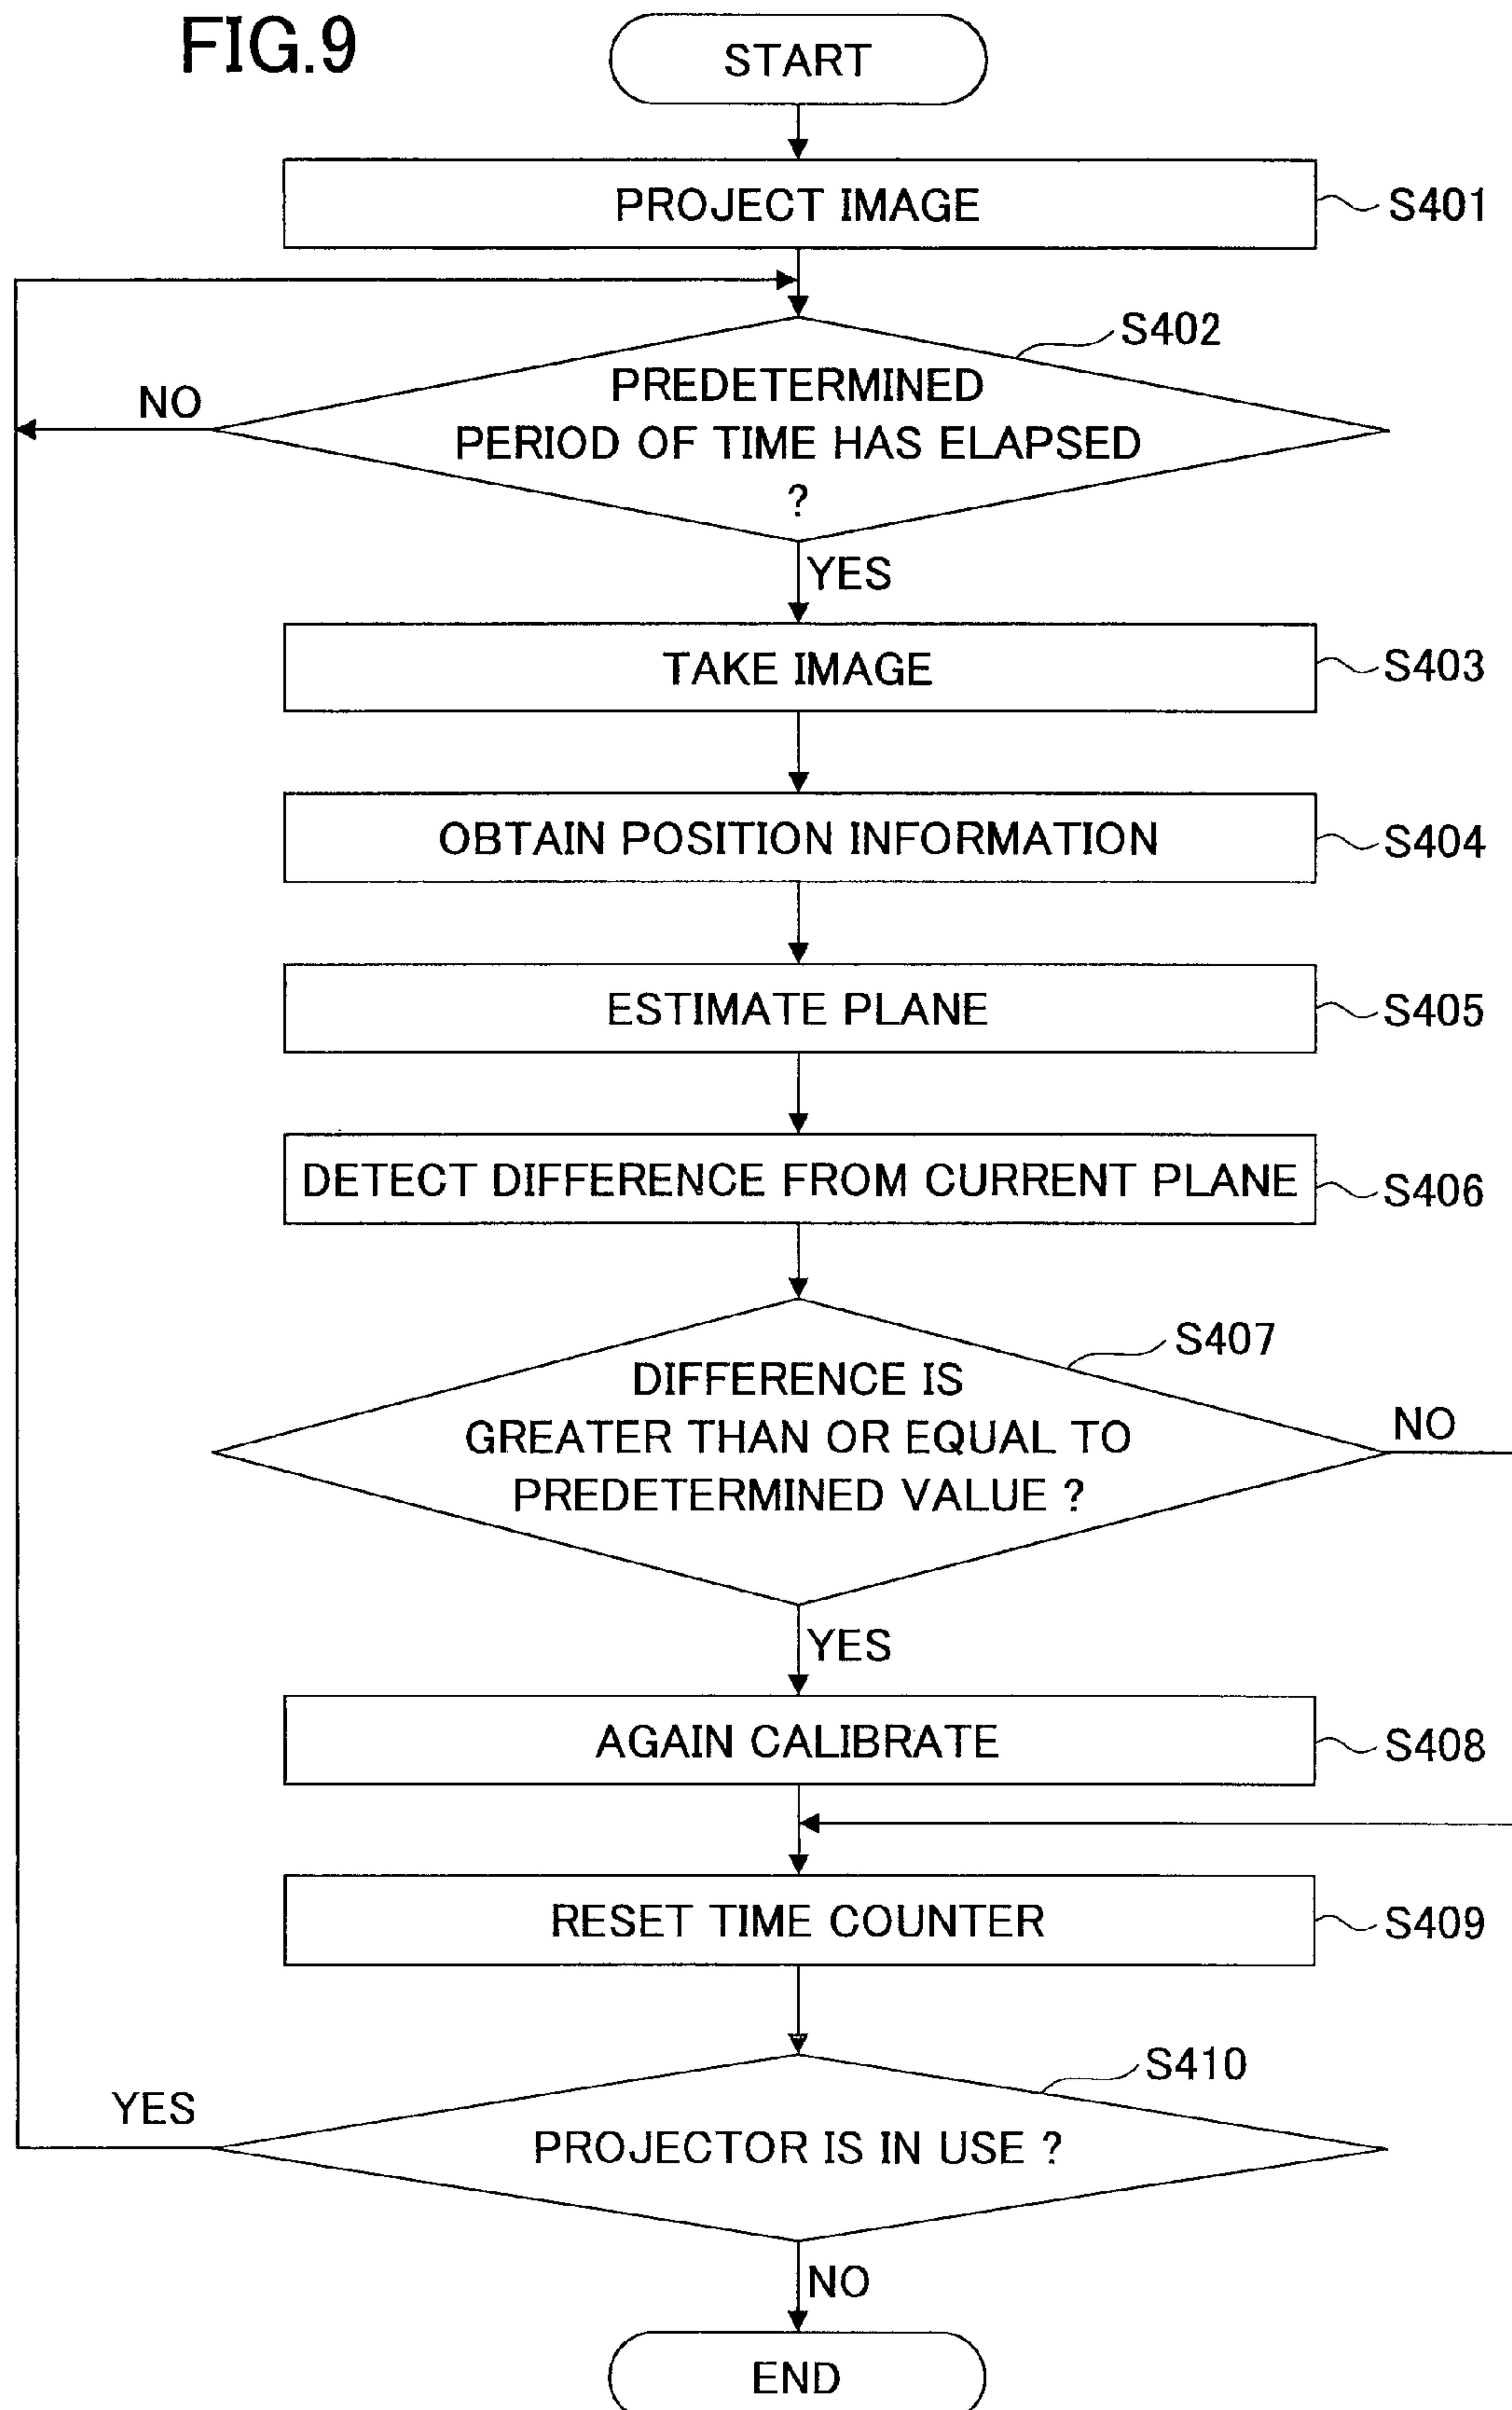 FIG.9
START
PROJECT IMAGE
S401
S402
PREDETERMINED
PERIOD OF TIME HAS ELAPSED
?
NO
YES
TAKE IMAGE
S403
OBTAIN POSITION INFORMATION
S404
ESTIMATE PLANE
S405
DETECT DIFFERENCE FROM CURRENT PLANE
S406
S407
DIFFERENCE IS
GREATER THAN OR EQUAL TO
PREDETERMINED VALUE ?
NO
YES
AGAIN CALIBRATE
S408
RESET TIME COUNTER
S409
S410
YES
PROJECTOR IS IN USE ?
NO
END